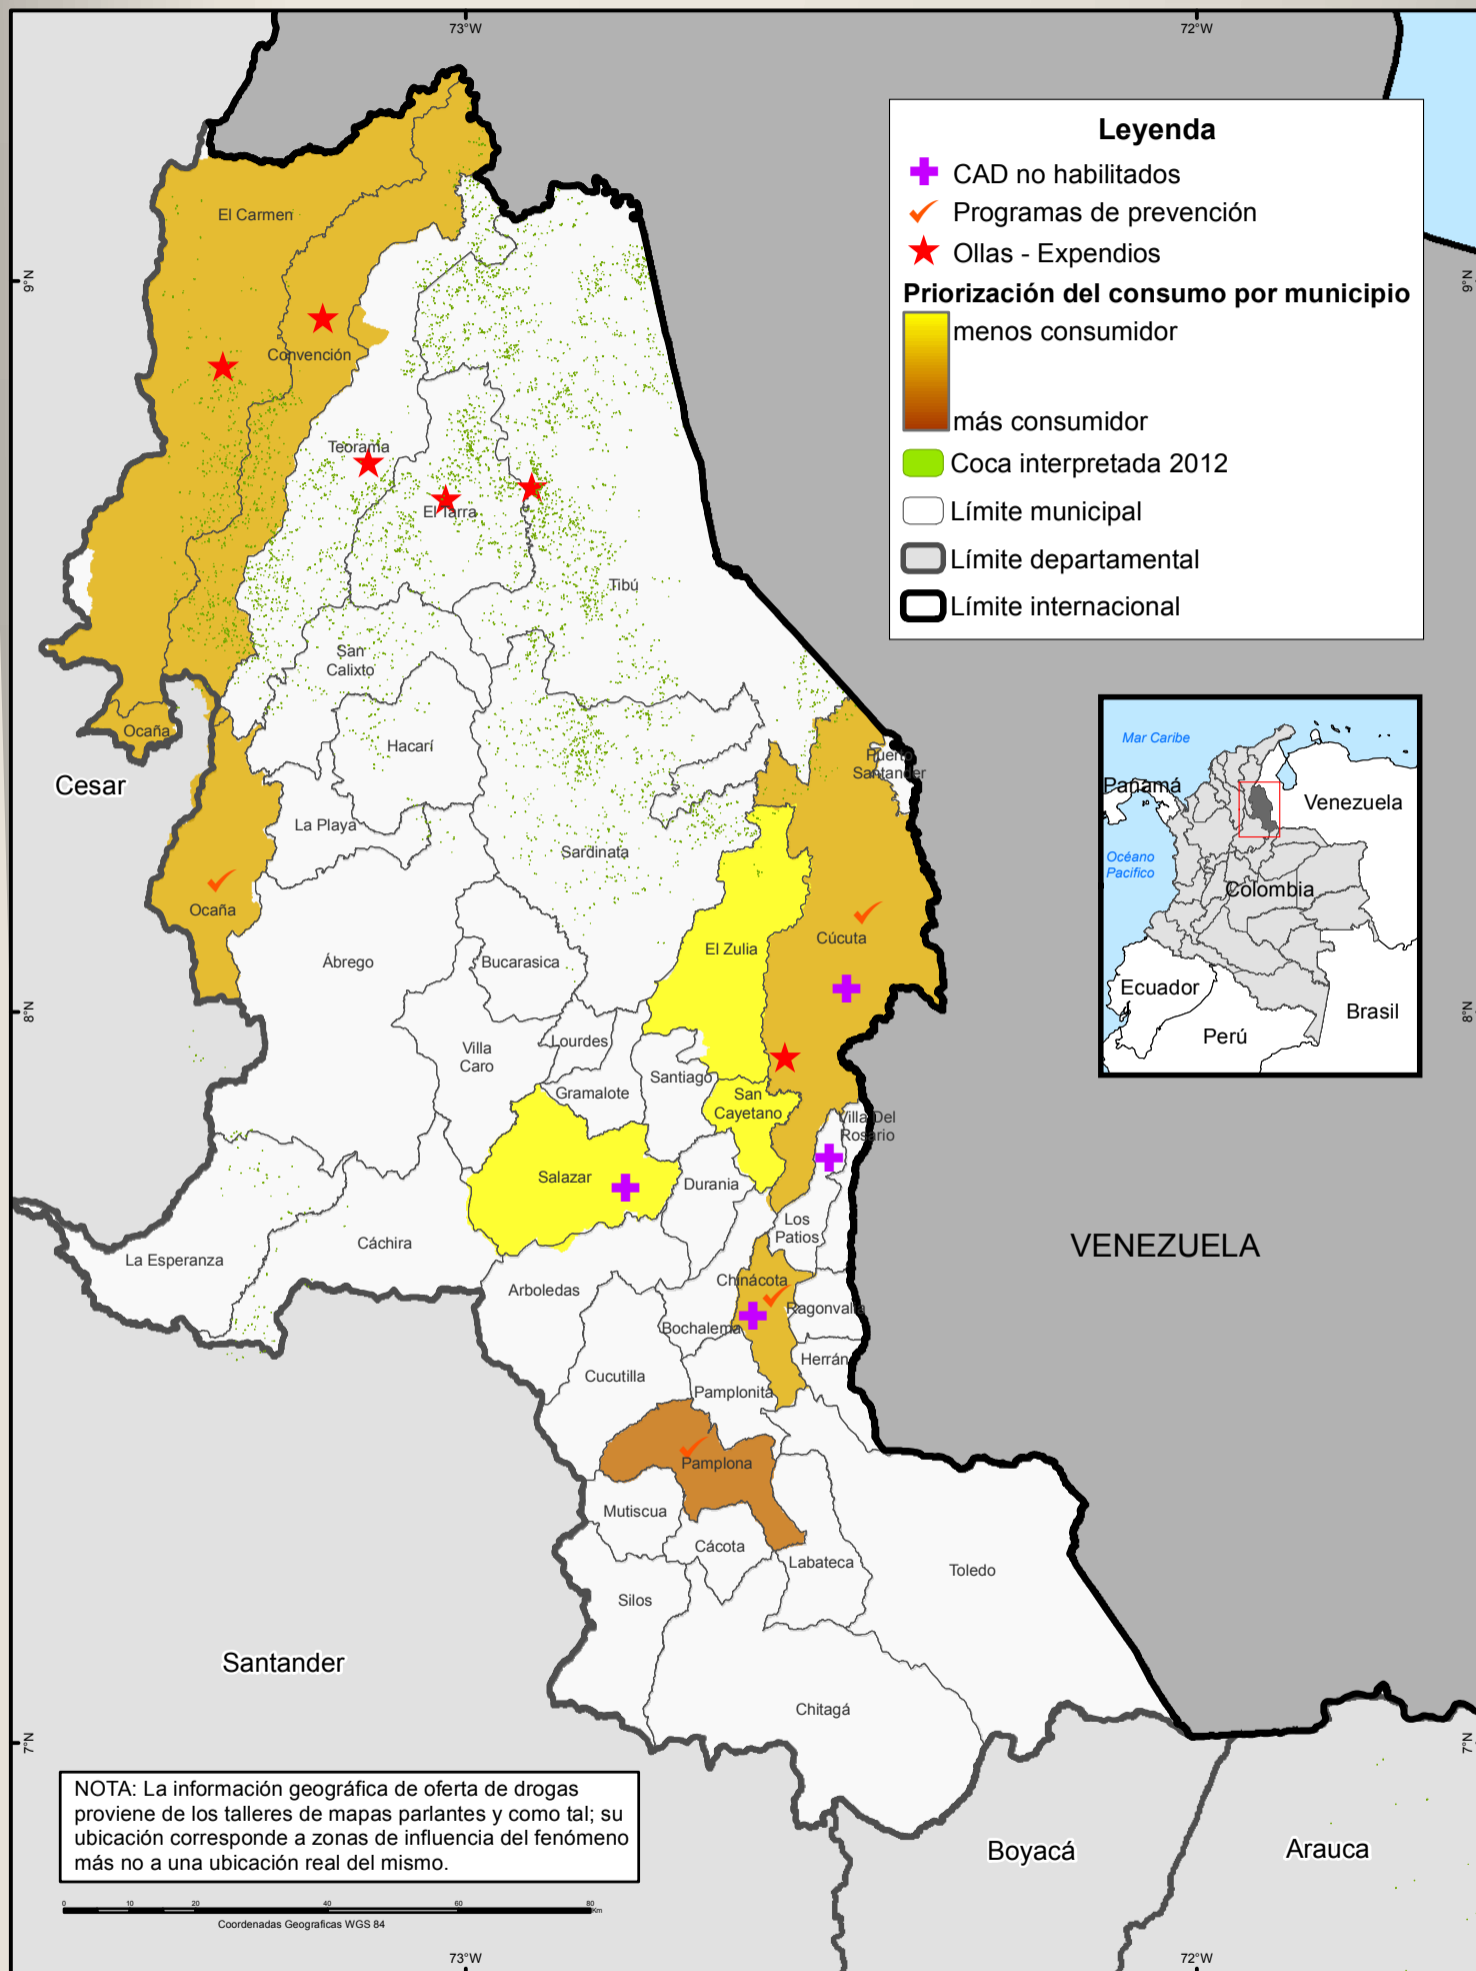 73°W
72°W
Leyenda
CAD no habilitados
Programas de prevención
Ollas - Expendios
Priorización del consumo por municipio
menos consumidor
más consumidor
Coca interpretada 2012
Límite municipal
Límite departamental
Límite internacional
9°N
9°N
El Carmen
Convención
Teorama
El Tarra
Tibú
San
Calixto
Hacarí
Ocaña
Cesar
Puerto
Santander
La Playa
Sardinata
Ocaña
Ábrego
Bucarasica
El Zulia
Cúcuta
8°N
8°N
Villa
Caro
Lourdes
Gramalote
Santiago
San
Cayetano
Villa Del
Rosario
Salazar
Durania
Los
Patios
La Esperanza
Cáchira
Arboledas
Chinácota
Ragonvalia
Bochalema
Herrán
Cucutilla
Pamplonita
Pamplona
Mutiscua
Cácota
Labateca
Toledo
Silos
Chitagá
Santander
VENEZUELA
Boyacá
Arauca
7°N
7°N
Mar Caribe
Panamá
Venezuela
Océano
Pacífico
Colombia
Ecuador
Perú
Brasil
NOTA: La información geográfica de oferta de drogas
proviene de los talleres de mapas parlantes y como tal; su
ubicación corresponde a zonas de influencia del fenómeno
más no a una ubicación real del mismo.
0 10 20 40 60 80
Km
Coordenadas Geograficas WGS 84
73°W
72°W